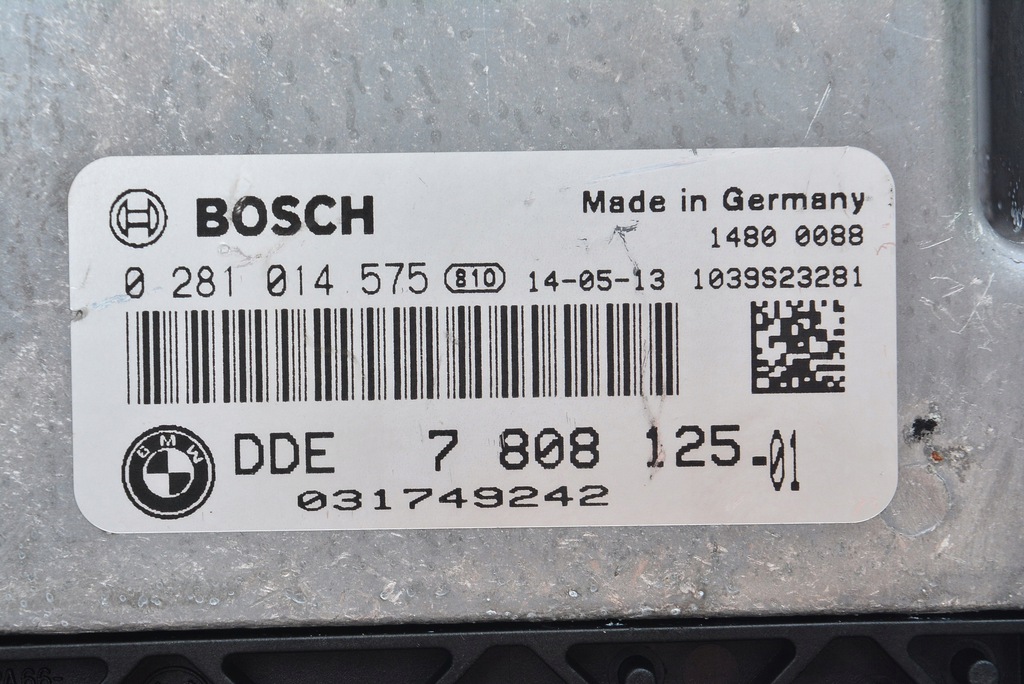 BOSCH
Made in Germany
1480 0088
0 281 014 575 810 14-05-13 1039S23281
BMW
DDE 7 808 125-01
031749242